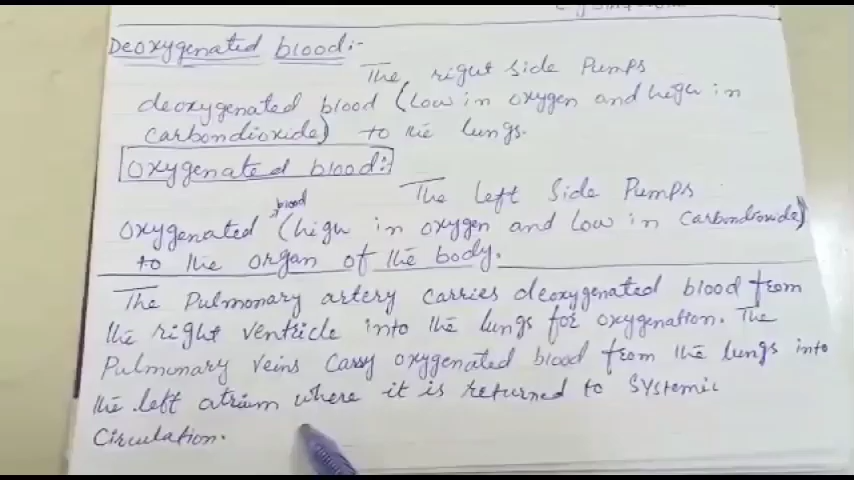 Deoxygenated blood:-
The right side Pumps
deoxygenated blood (Low in oxygen and high in
carbondioxide) to the lungs.
Oxygenated blood:-
The Left Side Pumps
blood
oxygenated (high in oxygen and low in carbondioxide)
to the organ of the body.
The Pulmonary artery carries deoxygenated blood from
the right ventricle into the lungs for oxygenation. The
Pulmonary veins carry oxygenated blood from the lungs into
the left atrium where it is returned to Systemic
Circulation.